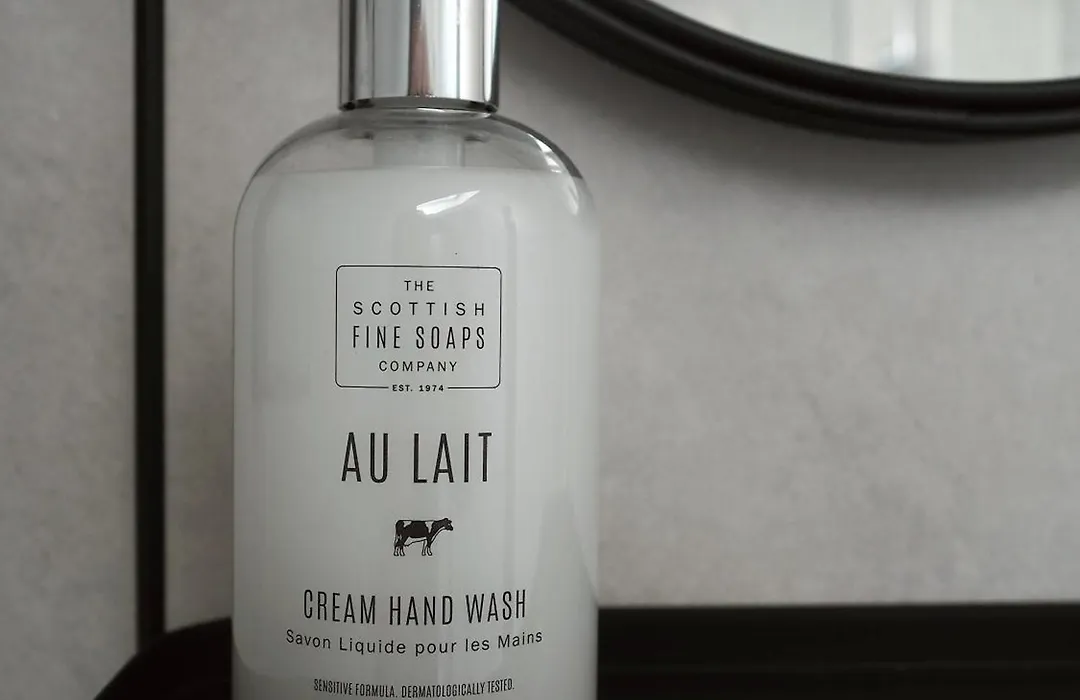 THE
SCOTTISH
FINE SOAPS
COMPANY
EST. 1974
AU LAIT
CREAM HAND WASH
Savon Liquide pour les Mains
SENSITIVE FORMULA. DERMATOLOGICALLY TESTED.